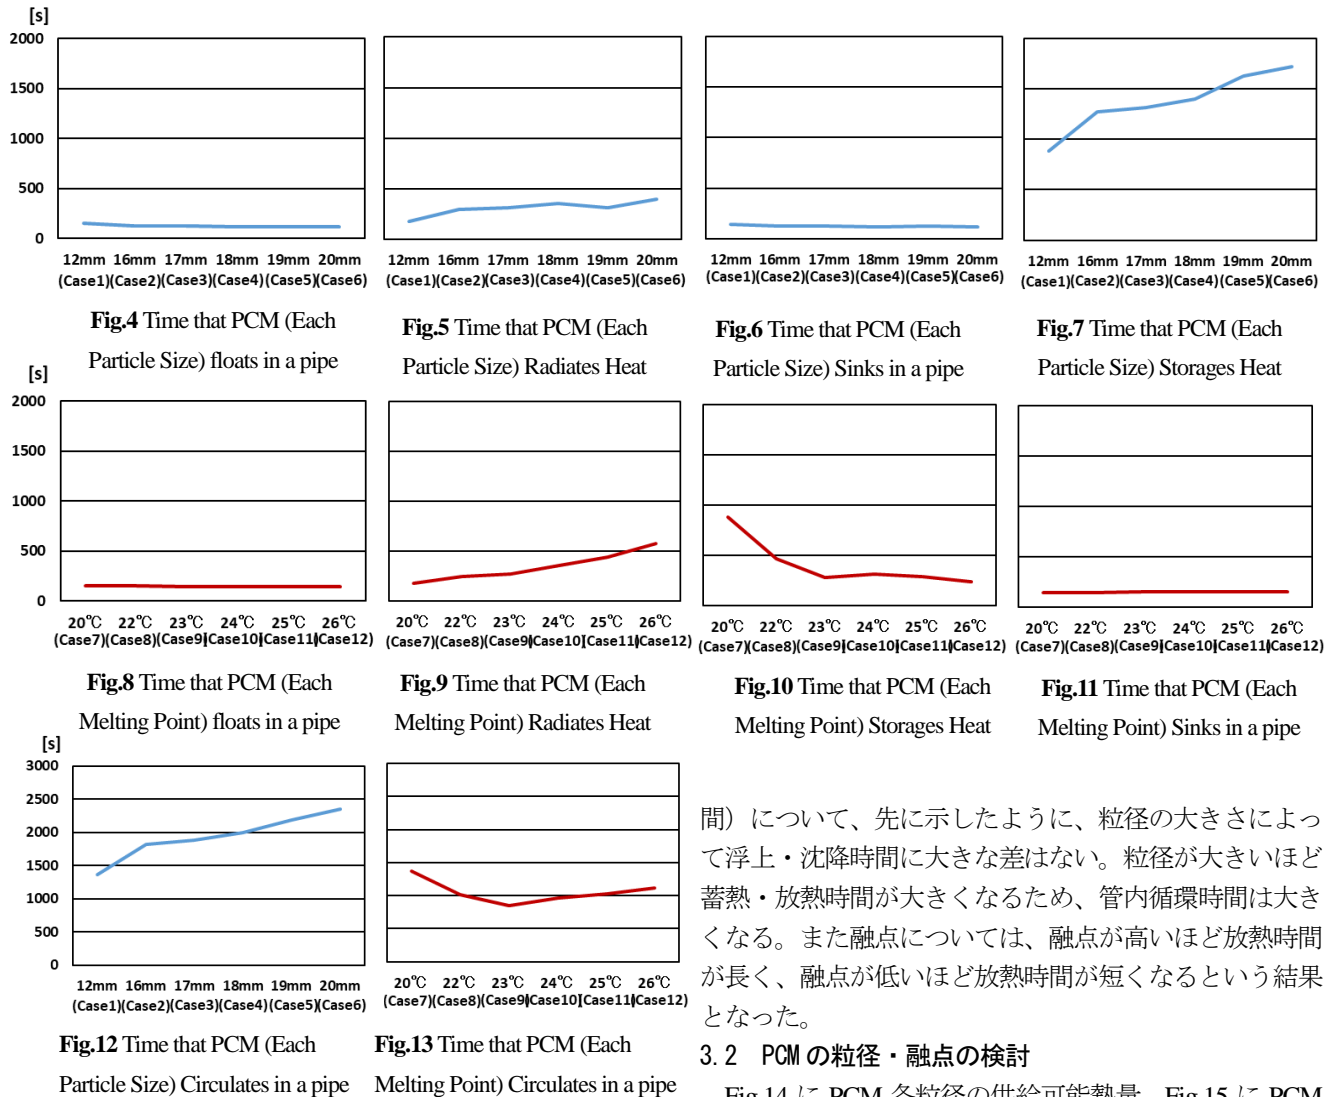 [s]
2000
1500
1000
500
0
12mm 16mm 17mm 18mm 19mm 20mm
(Case1)(Case2)(Case3)(Case4)(Case5)(Case6)
12mm 16mm 17mm 18mm 19mm 20mm
(Case1)(Case2)(Case3)(Case4)(Case5)(Case6)
12mm 16mm 17mm 18mm 19mm 20mm
(Case1)(Case2)(Case3)(Case4)(Case5)(Case6)
12mm 16mm 17mm 18mm 19mm 20mm
(Case1)(Case2)(Case3)(Case4)(Case5)(Case6)
Fig.4 Time that PCM (Each
Particle Size) floats in a pipe
Fig.5 Time that PCM (Each
Particle Size) Radiates Heat
Fig.6 Time that PCM (Each
Particle Size) Sinks in a pipe
Fig.7 Time that PCM (Each
Particle Size) Storages Heat
[s]
2000
1500
1000
500
0
20℃ 22℃ 23℃ 24℃ 25℃ 26℃
(Case7)(Case8)(Case9)(Case10)(Case11)(Case12)
20℃ 22℃ 23℃ 24℃ 25℃ 26℃
(Case7)(Case8)(Case9)(Case10)(Case11)(Case12)
20℃ 22℃ 23℃ 24℃ 25℃ 26℃
(Case7)(Case8)(Case9)(Case10)(Case11)(Case12)
20℃ 22℃ 23℃ 24℃ 25℃ 26℃
(Case7)(Case8)(Case9)(Case10)(Case11)(Case12)
Fig.8 Time that PCM (Each
Melting Point) floats in a pipe
Fig.9 Time that PCM (Each
Melting Point) Radiates Heat
Fig.10 Time that PCM (Each
Melting Point) Storages Heat
Fig.11 Time that PCM (Each
Melting Point) Sinks in a pipe
[s]
3000
2500
2000
1500
1000
500
0
12mm 16mm 17mm 18mm 19mm 20mm
(Case1)(Case2)(Case3)(Case4)(Case5)(Case6)
20℃ 22℃ 23℃ 24℃ 25℃ 26℃
(Case7)(Case8)(Case9)(Case10)(Case11)(Case12)
Fig.12 Time that PCM (Each
Particle Size) Circulates in a pipe
Fig.13 Time that PCM (Each
Melting Point) Circulates in a pipe
間）について、先に示したように、粒径の大きさによっ
て浮上・沈降時間に大きな差はない。粒径が大きいほど
蓄熱・放熱時間が大きくなるため、管内循環時間は大き
くなる。また融点については、融点が高いほど放熱時間
が長く、融点が低いほど放熱時間が短くなるという結果
となった。
3.2 PCMの粒径・融点の検討
Fig.14 に PCM 各粒径の供給可能熱量、Fig.15 に PCM